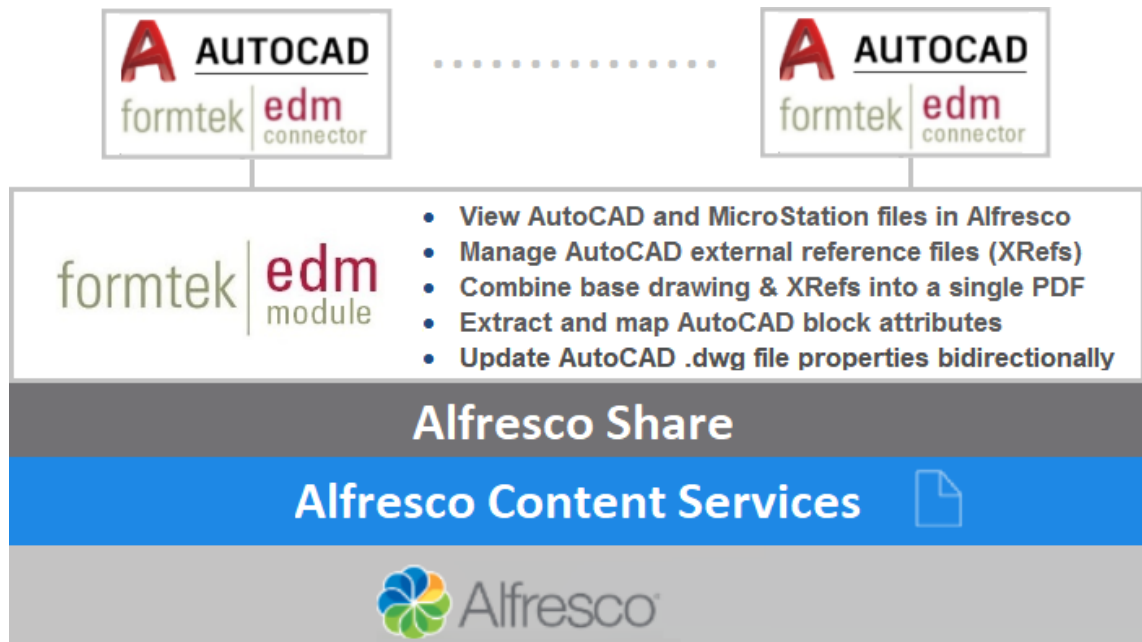 AUTOCAD
formtek edm
connector
AUTOCAD
formtek edm
connector
formtek edm
module
• View AutoCAD and MicroStation files in Alfresco
• Manage AutoCAD external reference files (XRefs)
• Combine base drawing & XRefs into a single PDF
• Extract and map AutoCAD block attributes
• Update AutoCAD .dwg file properties bidirectionally
Alfresco Share
Alfresco Content Services
Alfresco